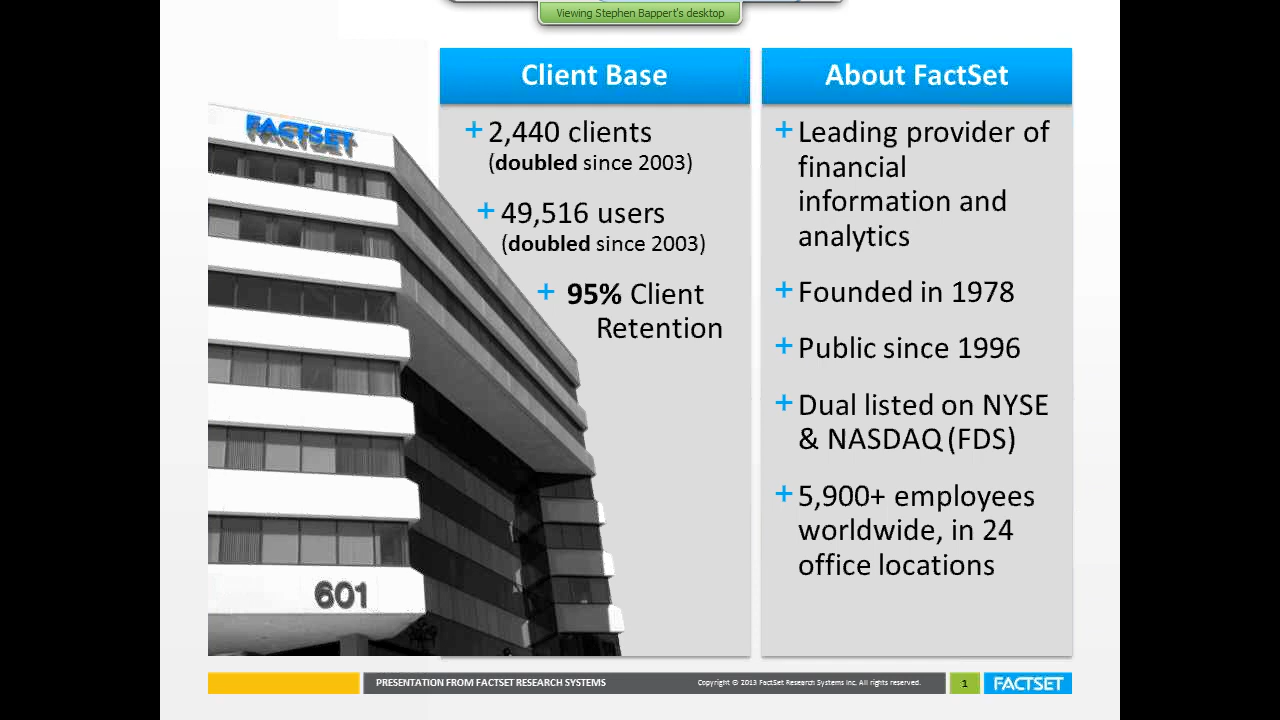 Viewing Stephen Bappert's desktop
Client Base
2,440 clients
(doubled since 2003)
49,516 users
(doubled since 2003)
95% Client
Retention
About FactSet
Leading provider of
financial
information and
analytics
Founded in 1978
Public since 1996
Dual listed on NYSE
& NASDAQ (FDS)
5,900+ employees
worldwide, in 24
office locations
FACTSET
601
PRESENTATION FROM FACTSET RESEARCH SYSTEMS
Copyright © 2013 FactSet Research Systems Inc. All rights reserved.
1
FACTSET